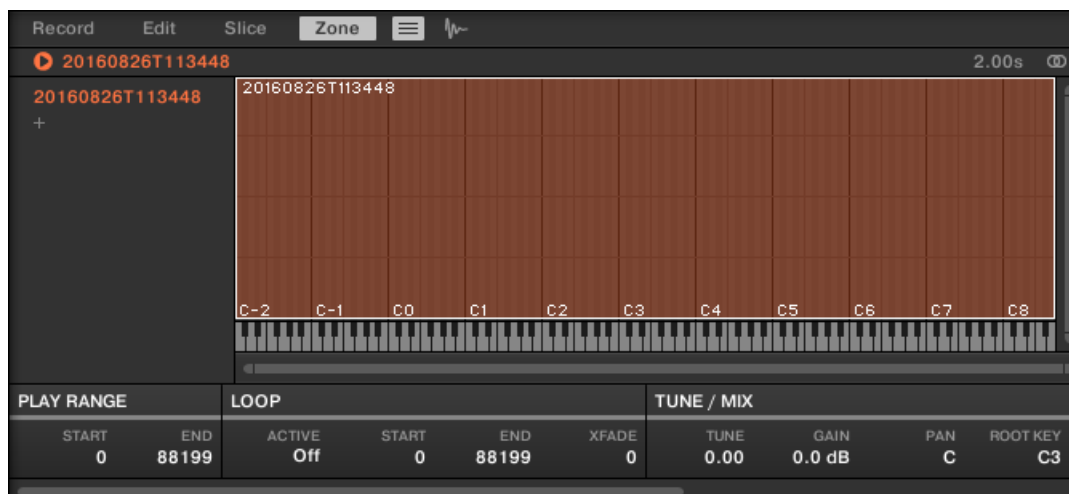 Record Edit Slice Zone
20160826T113448 2.00s
20160826T113448
+
20160826T113448
C-2 C-1 C0 C1 C2 C3 C4 C5 C6 C7 C8
PLAY RANGE LOOP TUNE / MIX
START END ACTIVE START END XFADE TUNE GAIN PAN ROOT KEY
0 88199 Off 0 88199 0 0.00 0.0 dB C C3